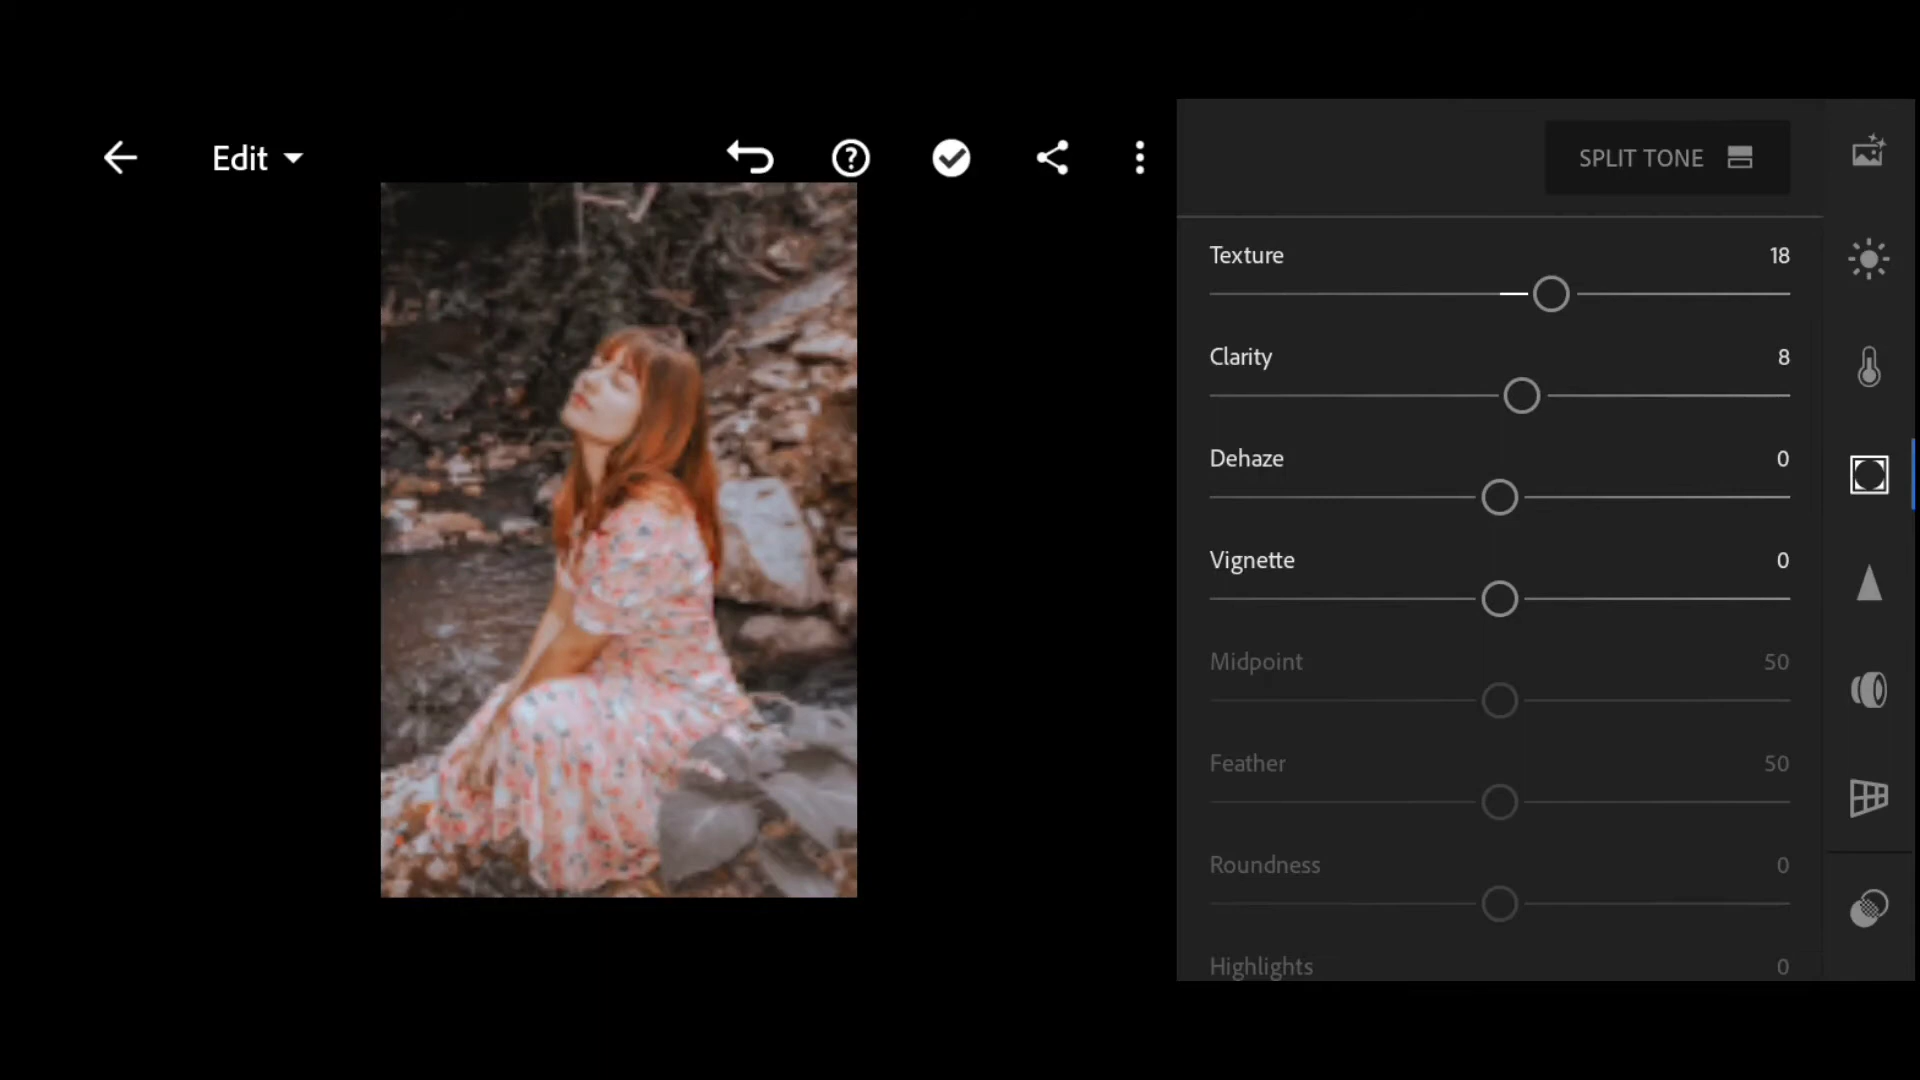 Edit
SPLIT TONE
Texture 18
Clarity 8
Dehaze 0
Vignette 0
Midpoint 50
Feather 50
Roundness 0
Highlights 0